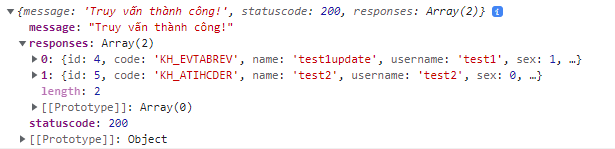 ▼ {message: 'Truy vấn thành công!', statuscode: 200, responses: Array(2)} i
message: "Truy vấn thành công!"
▼ responses: Array(2)
▶ 0: {id: 4, code: 'KH_EVTABREV', name: 'test1update', username: 'test1', sex: 1, …}
▶ 1: {id: 5, code: 'KH_ATIHCDER', name: 'test2', username: 'test2', sex: 0, …}
length: 2
▶ [[Prototype]]: Array(0)
statuscode: 200
▶ [[Prototype]]: Object